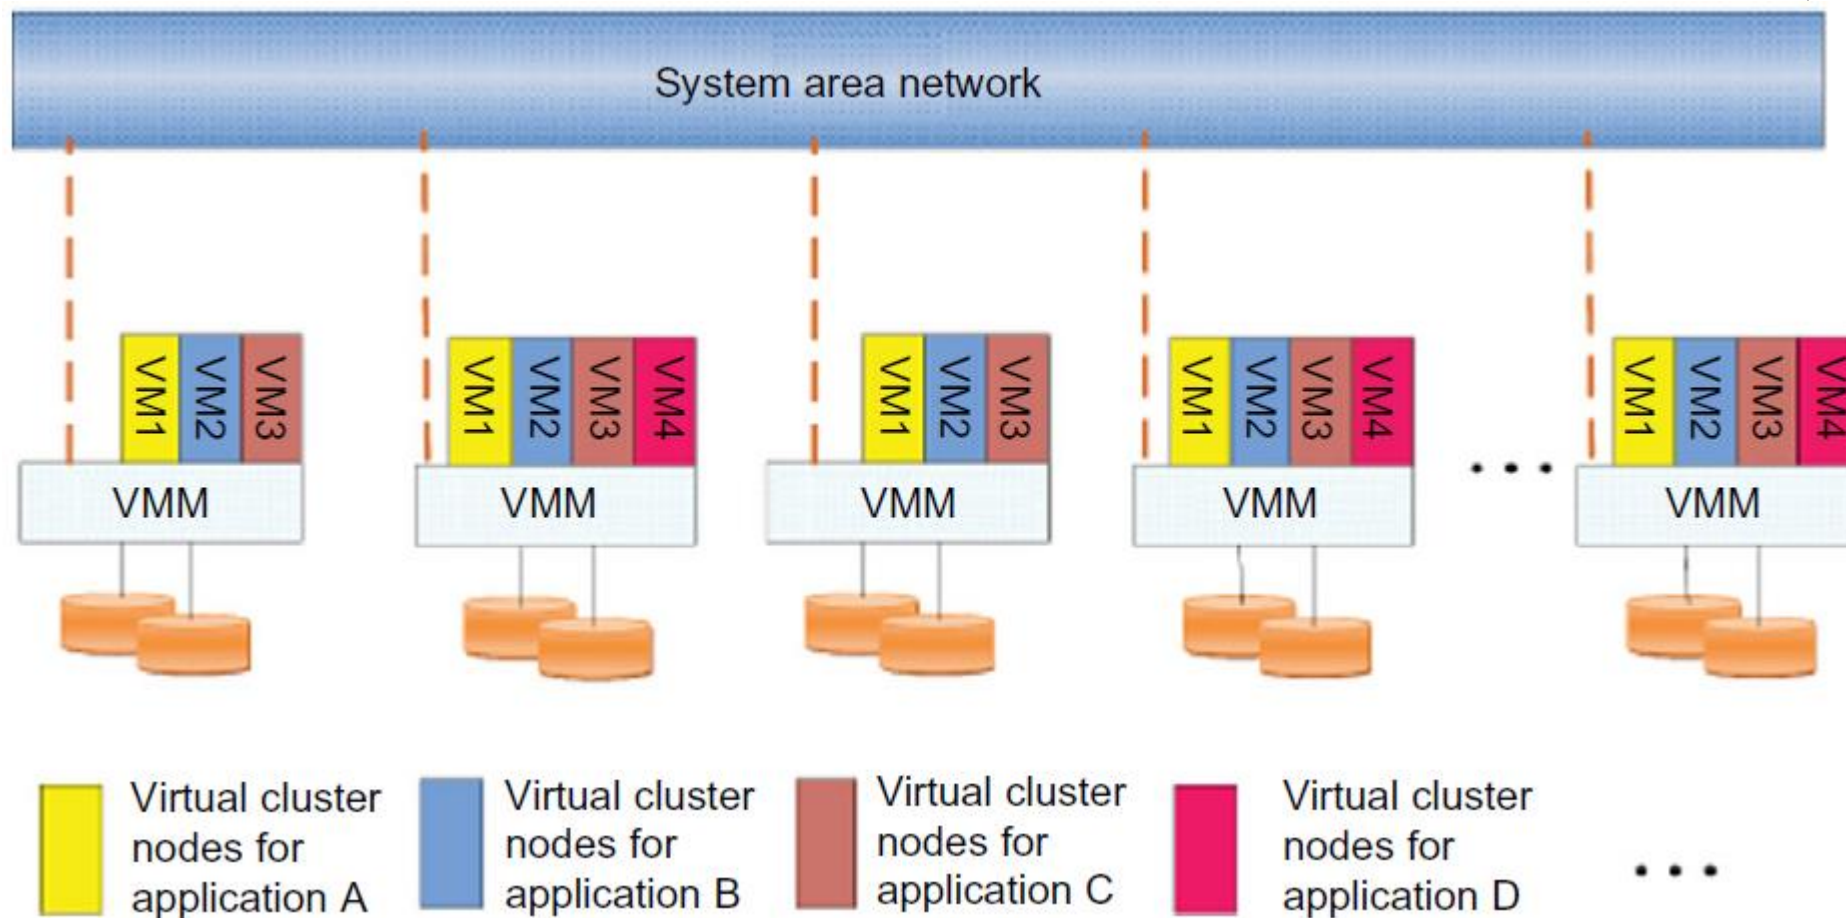 System area network
VM1 VM2 VM3
VM1 VM2 VM3 VM4
VM1 VM2 VM3
VM1 VM2 VM3 VM4
VM1 VM2 VM3 VM4
VMM
VMM
VMM
VMM
VMM
Virtual cluster
nodes for
application A
Virtual cluster
nodes for
application B
Virtual cluster
nodes for
application C
Virtual cluster
nodes for
application D